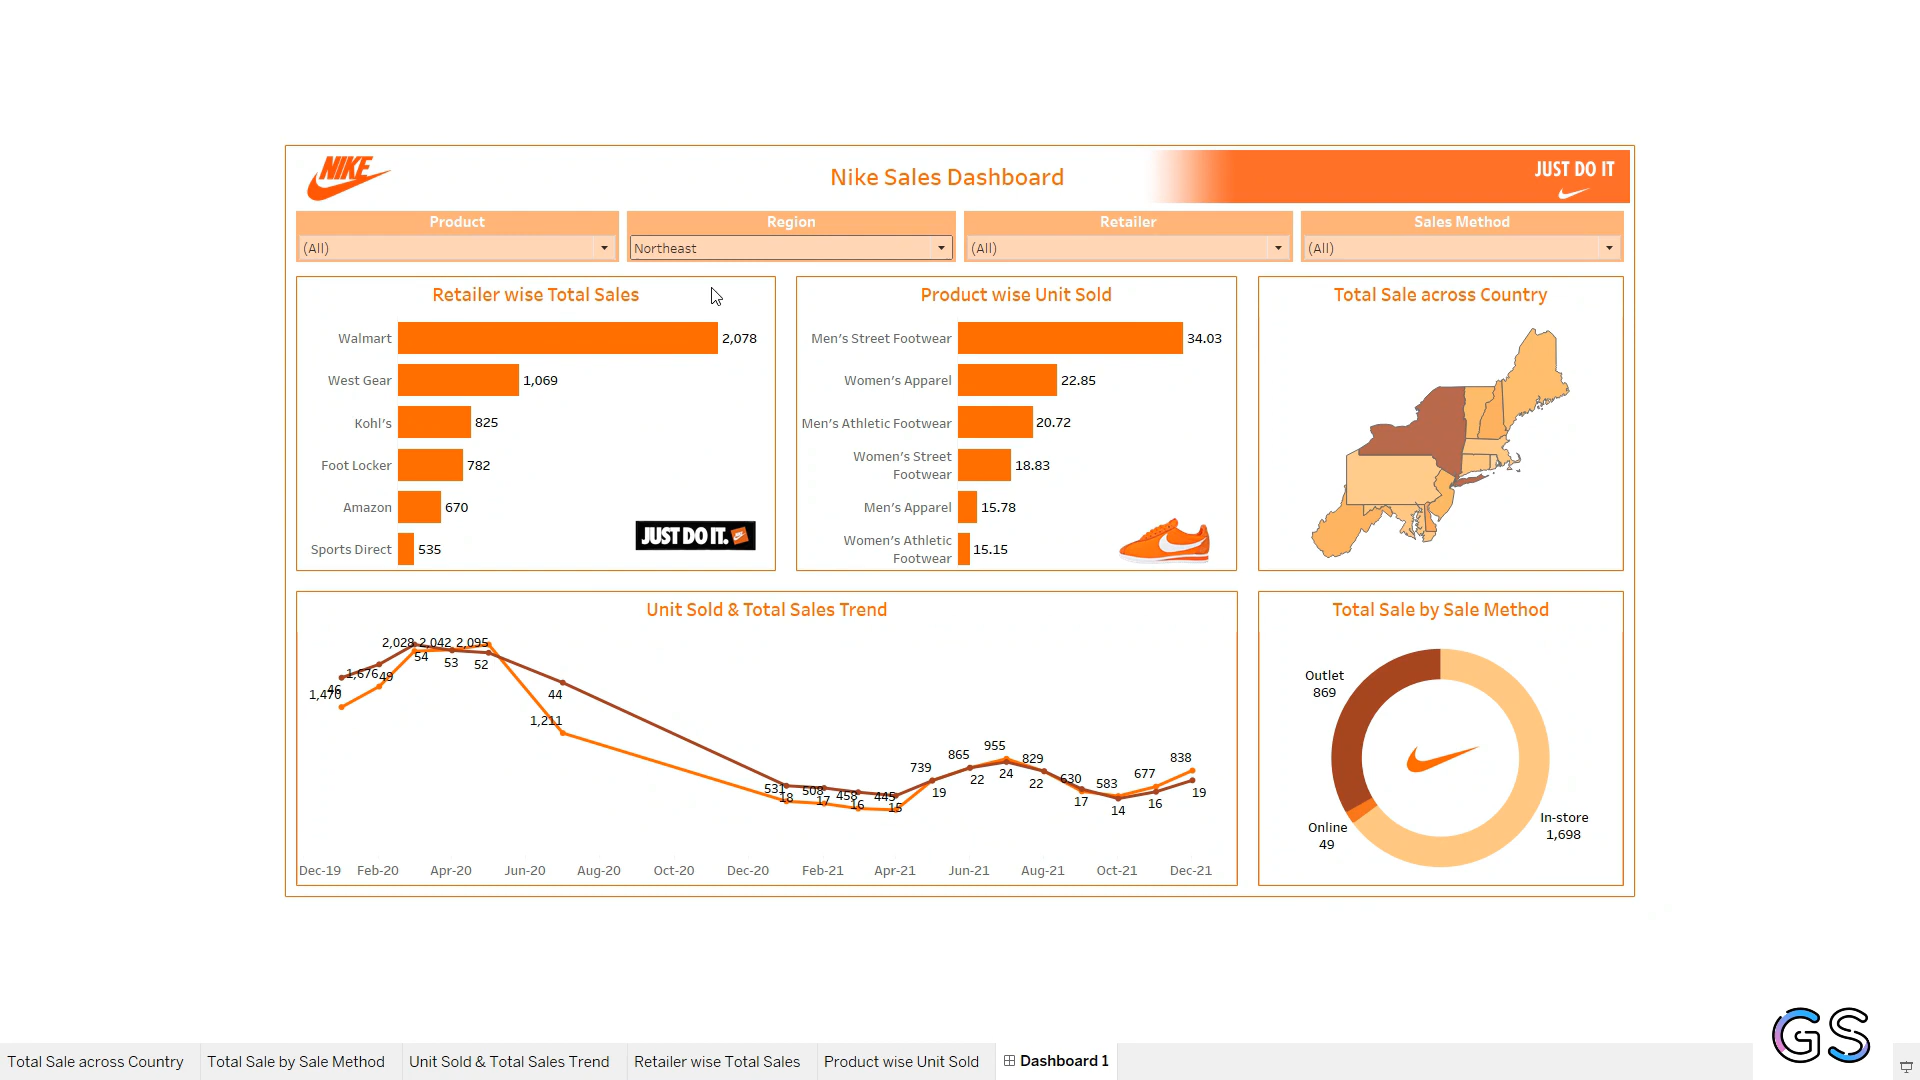 NIKE
Nike Sales Dashboard
JUST DO IT
Product
Region
Retailer
Sales Method
(All)
Northeast
(All)
(All)
Retailer wise Total Sales
Walmart 2,078
West Gear 1,069
Kohl's 825
Foot Locker 782
Amazon 670
Sports Direct 535
JUST DO IT.
Product wise Unit Sold
Men's Street Footwear 34.03
Women's Apparel 22.85
Men's Athletic Footwear 20.72
Women's Street
Footwear 18.83
Men's Apparel 15.78
Women's Athletic
Footwear 15.15
Total Sale across Country
Unit Sold & Total Sales Trend
2,028 2,042 2,095
54 53 52
1,676 49
46
1,470
44
1,211
531 508 458 445
18 17 16 15
739 865 955 829 630 583 677 838
19 22 24 22 17 14 16 19
Dec-19 Feb-20 Apr-20 Jun-20 Aug-20 Oct-20 Dec-20 Feb-21 Apr-21 Jun-21 Aug-21 Oct-21 Dec-21
Total Sale by Sale Method
Outlet
869
Online
49
In-store
1,698
GS
Total Sale across Country
Total Sale by Sale Method
Unit Sold & Total Sales Trend
Retailer wise Total Sales
Product wise Unit Sold
Dashboard 1